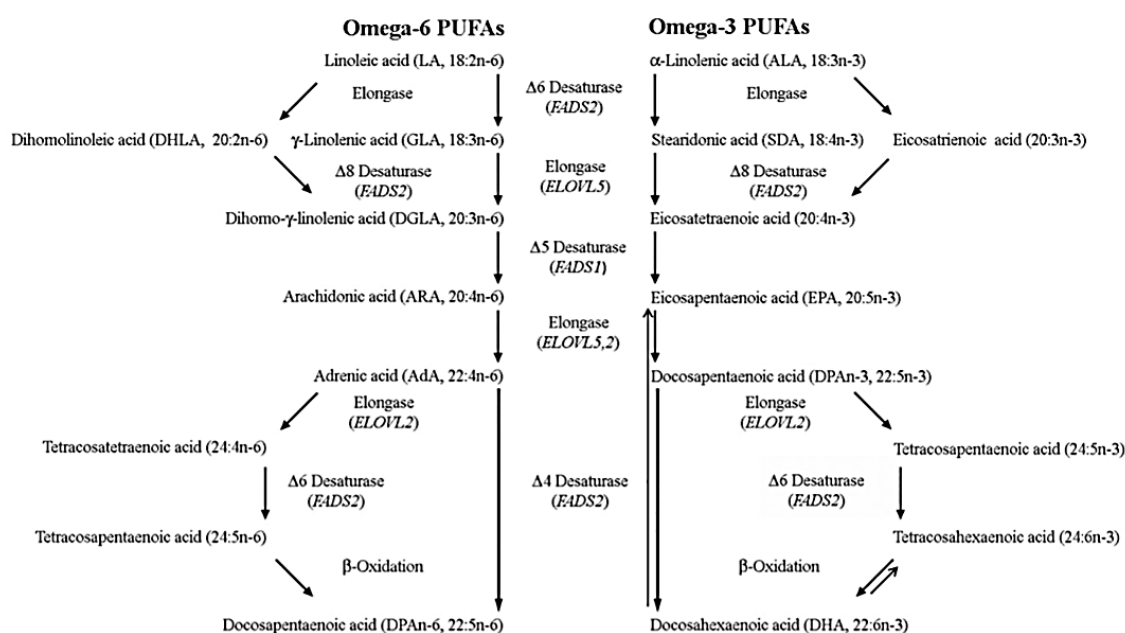 Omega-6 PUFAs
Omega-3 PUFAs
Linoleic acid (LA, 18:2n-6)
α-Linolenic acid (ALA, 18:3n-3)
Elongase
Δ6 Desaturase
(FADS2)
Elongase
Dihomolinoleic acid (DHLA, 20:2n-6)
γ-Linolenic acid (GLA, 18:3n-6)
Stearidonic acid (SDA, 18:4n-3)
Eicosatrienoic acid (20:3n-3)
Δ8 Desaturase
(FADS2)
Elongase
(ELOVL5)
Δ8 Desaturase
(FADS2)
Dihomo-γ-linolenic acid (DGLA, 20:3n-6)
Eicosatetraenoic acid (20:4n-3)
Δ5 Desaturase
(FADS1)
Arachidonic acid (ARA, 20:4n-6)
Eicosapentaenoic acid (EPA, 20:5n-3)
Elongase
(ELOVL5,2)
Adrenic acid (AdA, 22:4n-6)
Docosapentaenoic acid (DPAn-3, 22:5n-3)
Elongase
(ELOVL2)
Elongase
(ELOVL2)
Tetracosatetraenoic acid (24:4n-6)
Tetracosapentaenoic acid (24:5n-3)
Δ6 Desaturase
(FADS2)
Δ4 Desaturase
(FADS2)
Δ6 Desaturase
(FADS2)
Tetracosapentaenoic acid (24:5n-6)
Tetracosahexaenoic acid (24:6n-3)
β-Oxidation
β-Oxidation
Docosapentaenoic acid (DPAn-6, 22:5n-6)
Docosahexaenoic acid (DHA, 22:6n-3)